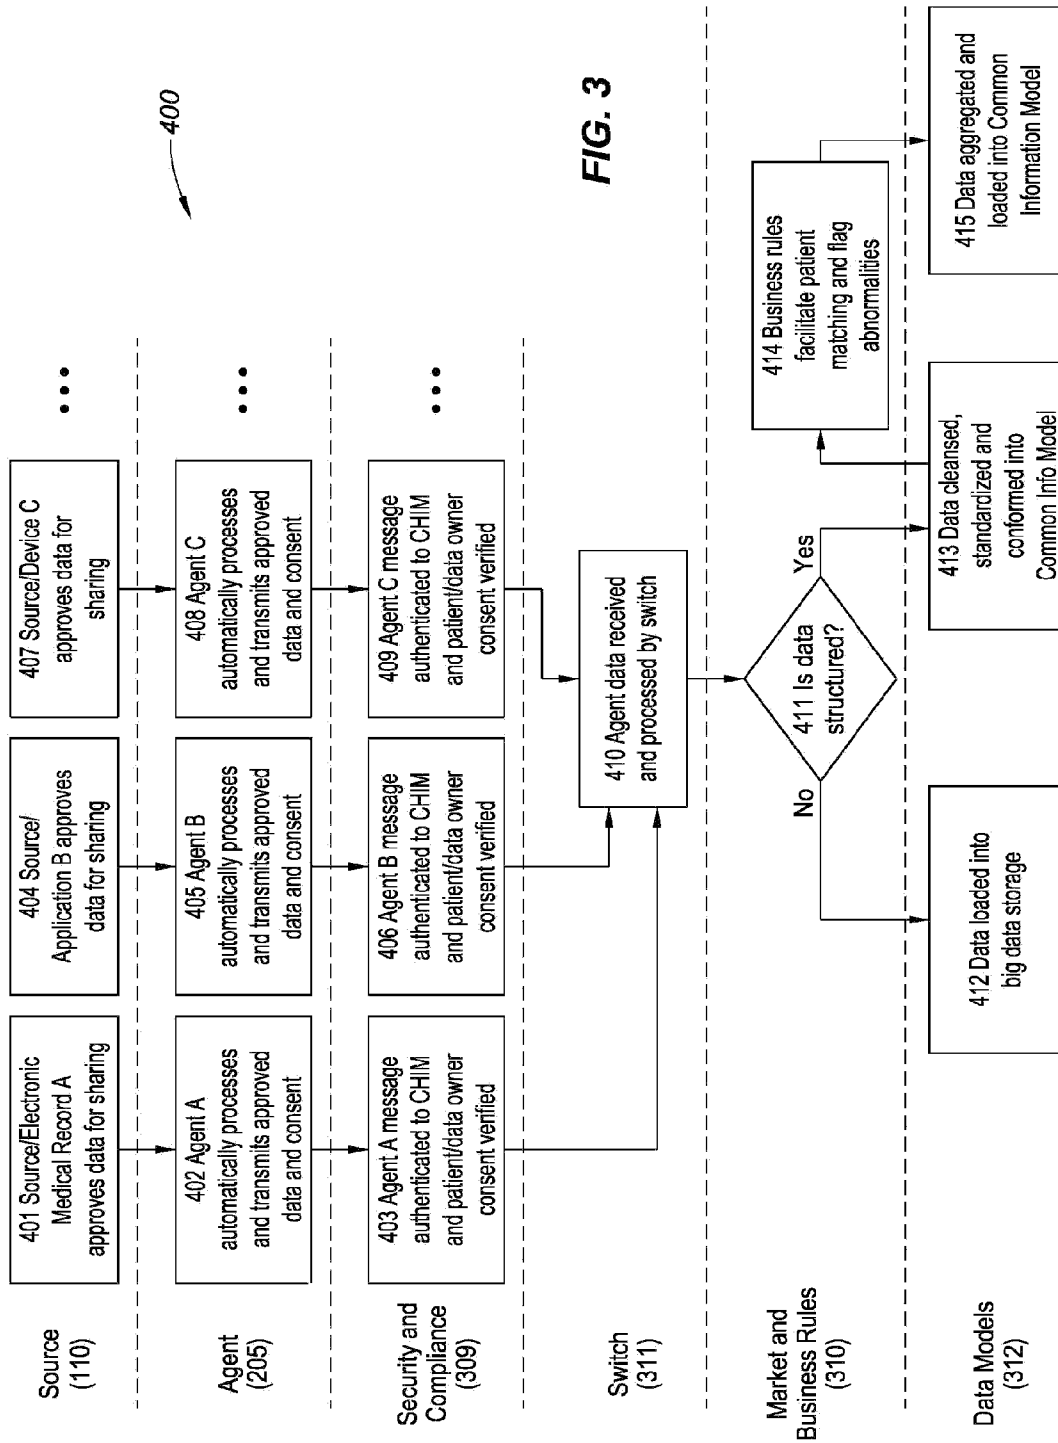 400
FIG. 3
Source
(110)
401 Source/Electronic
Medical Record A
approves data for sharing
404 Source/
Application B approves
data for sharing
407 Source/Device C
approves data for
sharing
Agent
(205)
402 Agent A
automatically processes
and transmits approved
data and consent
405 Agent B
automatically processes
and transmits approved
data and consent
408 Agent C
automatically processes
and transmits approved
data and consent
Security and
Compliance
(309)
403 Agent A message
authenticated to CHIM
and patient/data owner
consent verified
406 Agent B message
authenticated to CHIM
and patient/data owner
consent verified
409 Agent C message
authenticated to CHIM
and patient/data owner
consent verified
Switch
(311)
410 Agent data received
and processed by switch
Market and
Business Rules
(310)
411 Is data
structured?
No
Yes
414 Business rules
facilitate patient
matching and flag
abnormalities
Data Models
(312)
412 Data loaded into
big data storage
413 Data cleansed,
standardized and
conformed into
Common Info Model
415 Data aggregated and
loaded into Common
Information Model